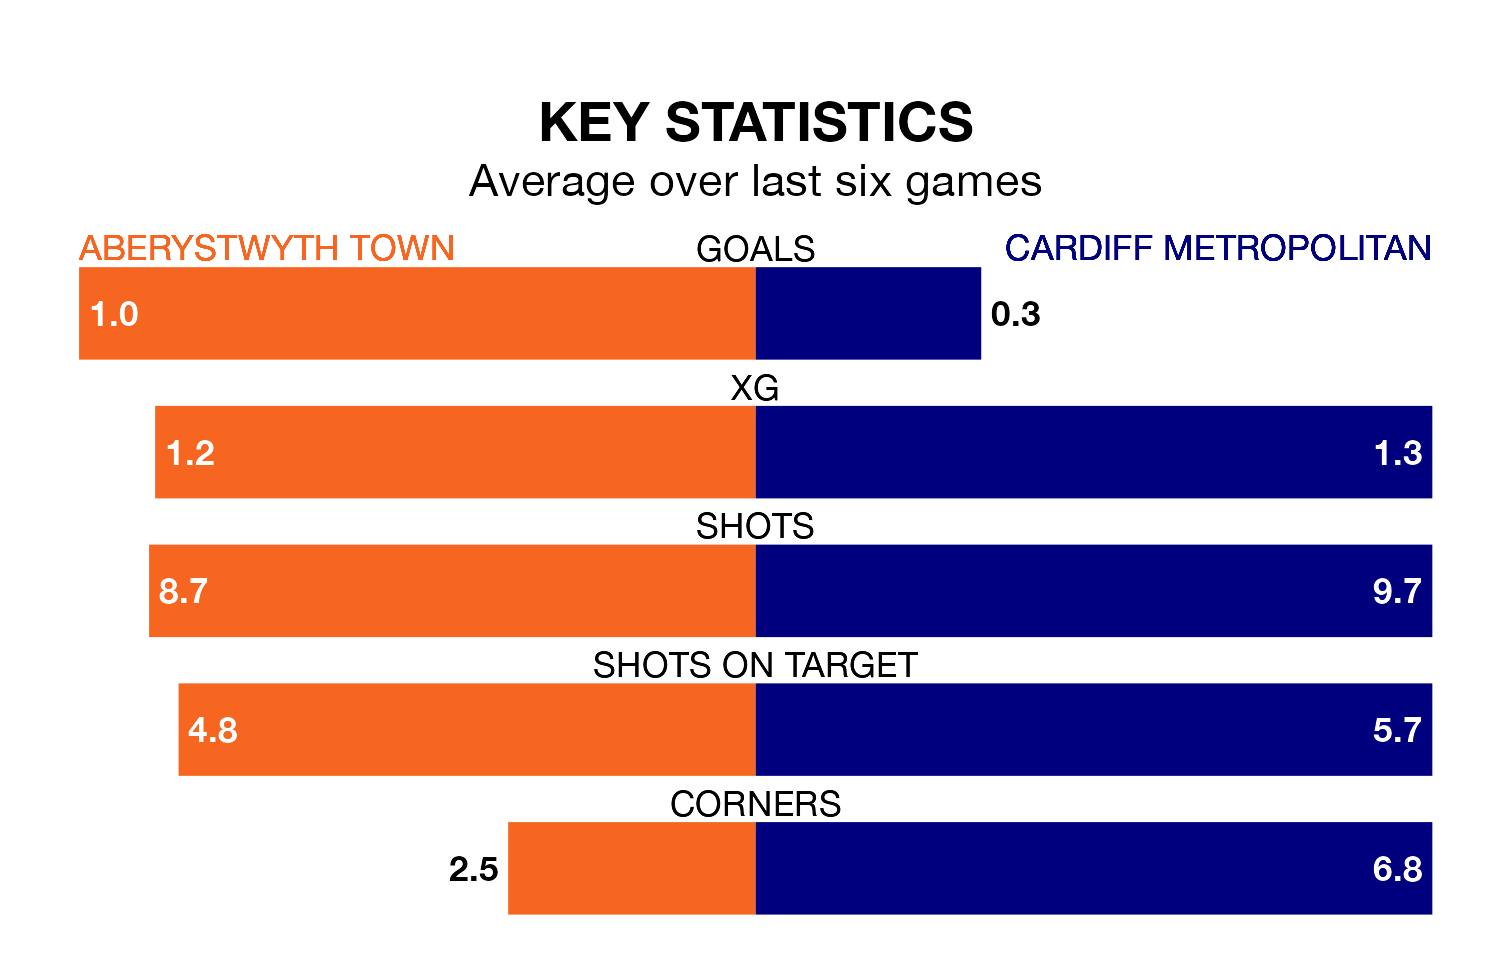 KEY STATISTICS
Average over last six games
ABERYSTWYTH TOWN GOALS CARDIFF METROPOLITAN
1.0 0.3
XG
1.2 1.3
SHOTS
8.7 9.7
SHOTS ON TARGET
4.8 5.7
CORNERS
2.5 6.8